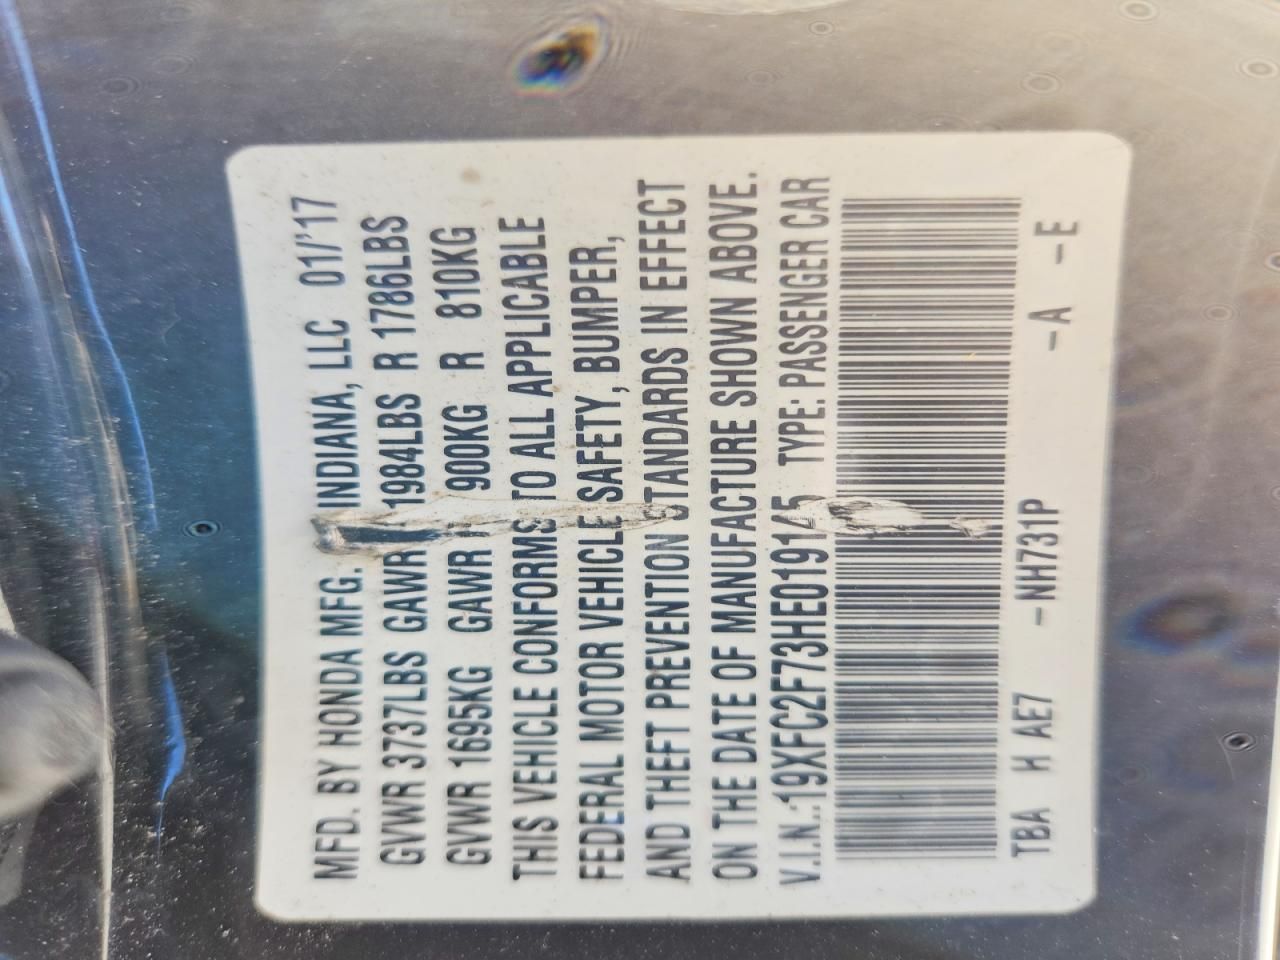 MFD. BY HONDA MFG. INDIANA, LLC 01/'17
GVWR 3737LBS GAWR 1984LBS R 1786LBS
GVWR 1695KG GAWR 900KG R 810KG
THIS VEHICLE CONFORMS TO ALL APPLICABLE
FEDERAL MOTOR VEHICLE SAFETY, BUMPER,
AND THEFT PREVENTION STANDARDS IN EFFECT
ON THE DATE OF MANUFACTURE SHOWN ABOVE.
V.I.N.:19XFC2F73HE019145 TYPE: PASSENGER CAR
TBA H AE7 -NH731P -A -E